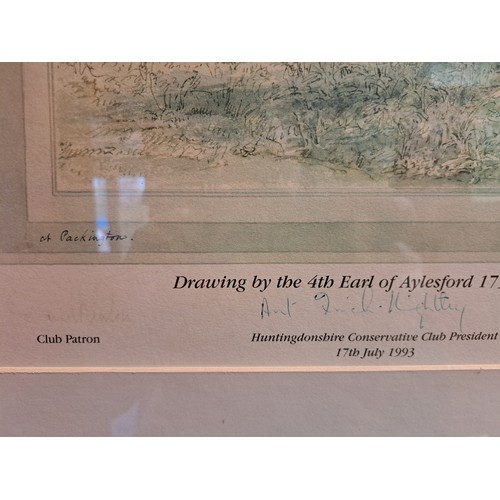 at Packington.
Drawing by the 4th Earl of Aylesford 17
Club Patron
Huntingdonshire Conservative Club President
17th July 1993